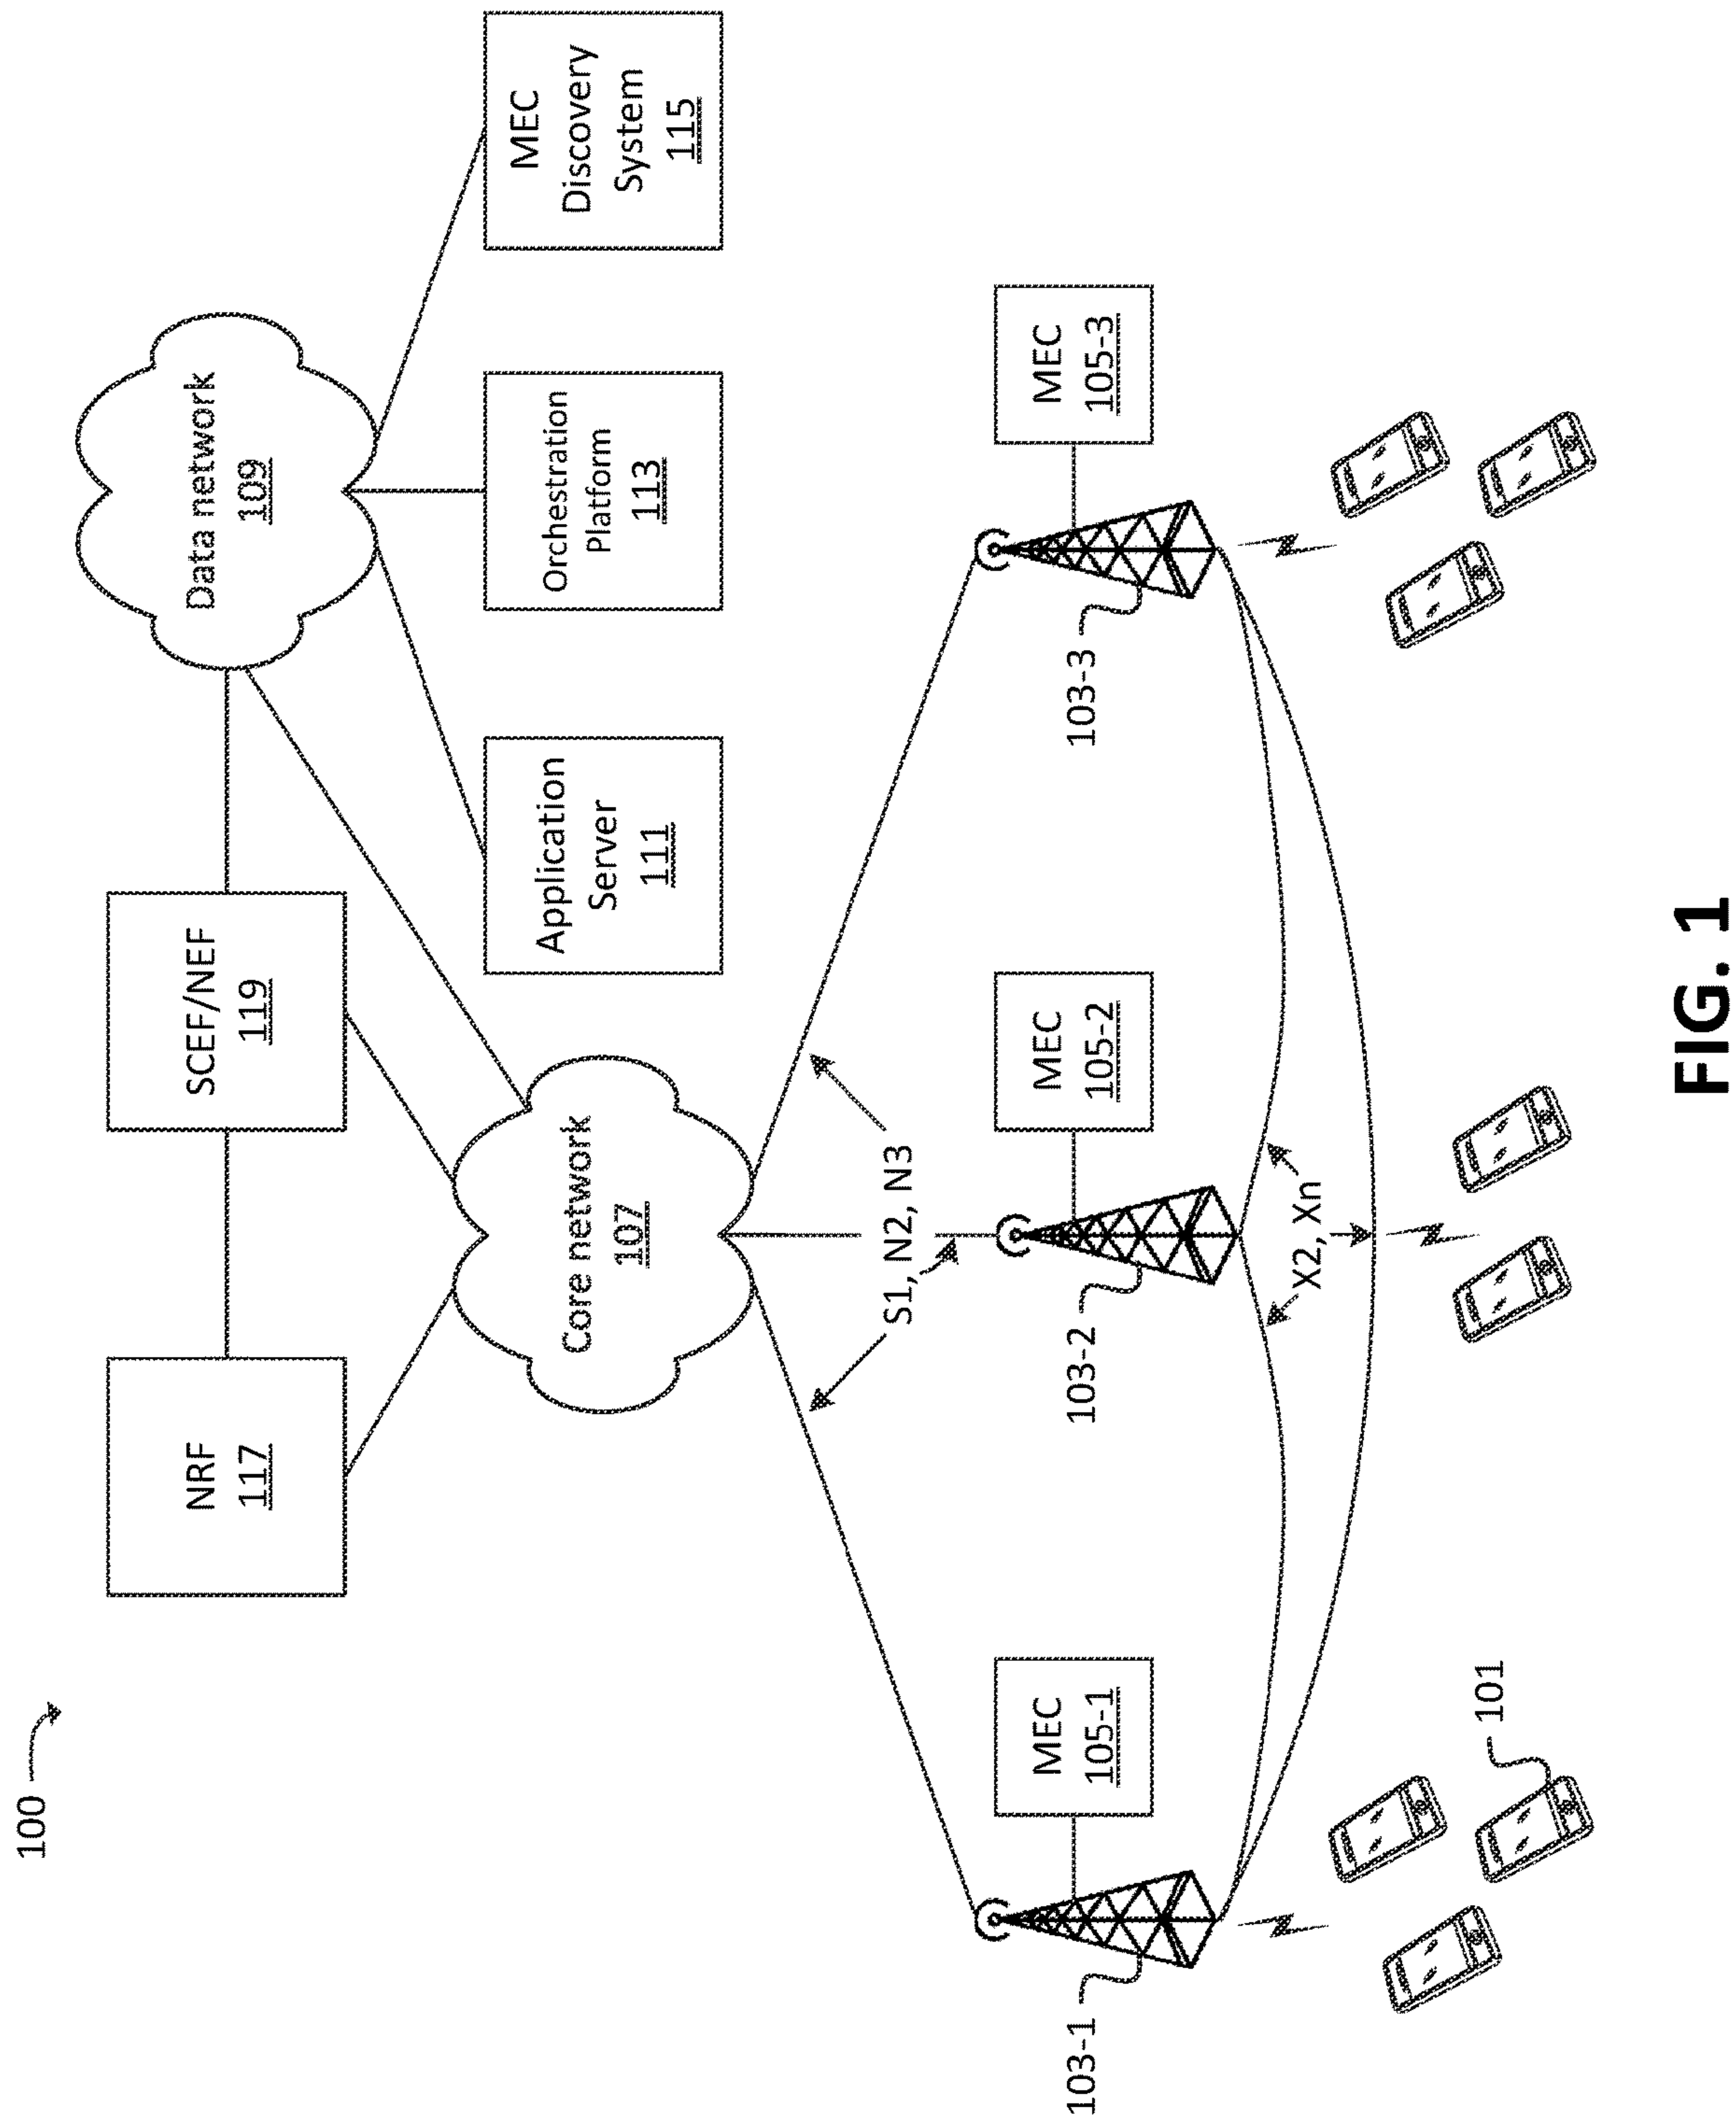 100
NRF
117
SCEF/NEF
119
Data network
109
Core network
107
Application
Server
111
Orchestration
Platform
113
MEC
Discovery
System
115
S1, N2, N3
MEC
105-1
MEC
105-2
MEC
105-3
103-1
103-2
103-3
X2, Xn
101
FIG. 1